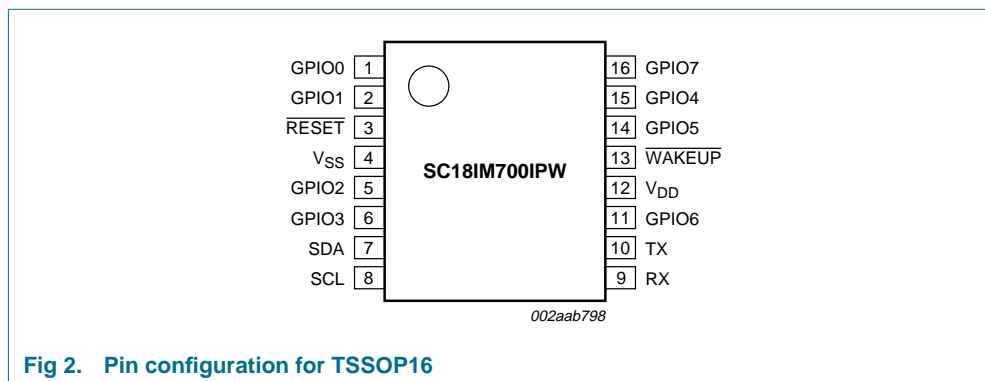 GPIO0 1
GPIO1 2
RESET 3
VSS 4
GPIO2 5
GPIO3 6
SDA 7
SCL 8
SC18IM700IPW
16 GPIO7
15 GPIO4
14 GPIO5
13 WAKEUP
12 VDD
11 GPIO6
10 TX
9 RX
002aab798
Fig 2. Pin configuration for TSSOP16